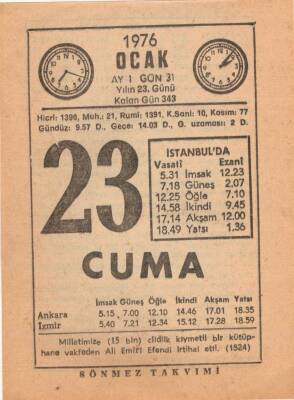 1976
OCAK
AY 1 GÜN 31
Yılın 23. Günü
Kalan Gün 343
Hicri: 1396, Muh.: 21, Rumi: 1391, K.Sani: 10, Kasım: 77
Gündüz: 9.57 D., Gece: 14.03 D., G. uzaması: 2 D.
23
İSTANBUL'DA
Vasatî Ezanî
5.31 İmsak 12.23
7.18 Güneş 2.07
12.25 Öğle 7.10
14.58 İkindi 9.45
17.14 Akşam 12.00
18.49 Yatsı 1.36
CUMA
İmsak Güneş Öğle İkindi Akşam Yatsı
Ankara 5.15 7.00 12.10 14.46 17.01 18.35
İzmir 5.40 7.21 12.34 15.12 17.28 18.59
Milletimize (15 bin) cildlik kıymetli bir kütüp-
hane vakfeden Ali Emirî Efendi irtihal etti. (1924)
SÖNMEZ TAKVİMİ